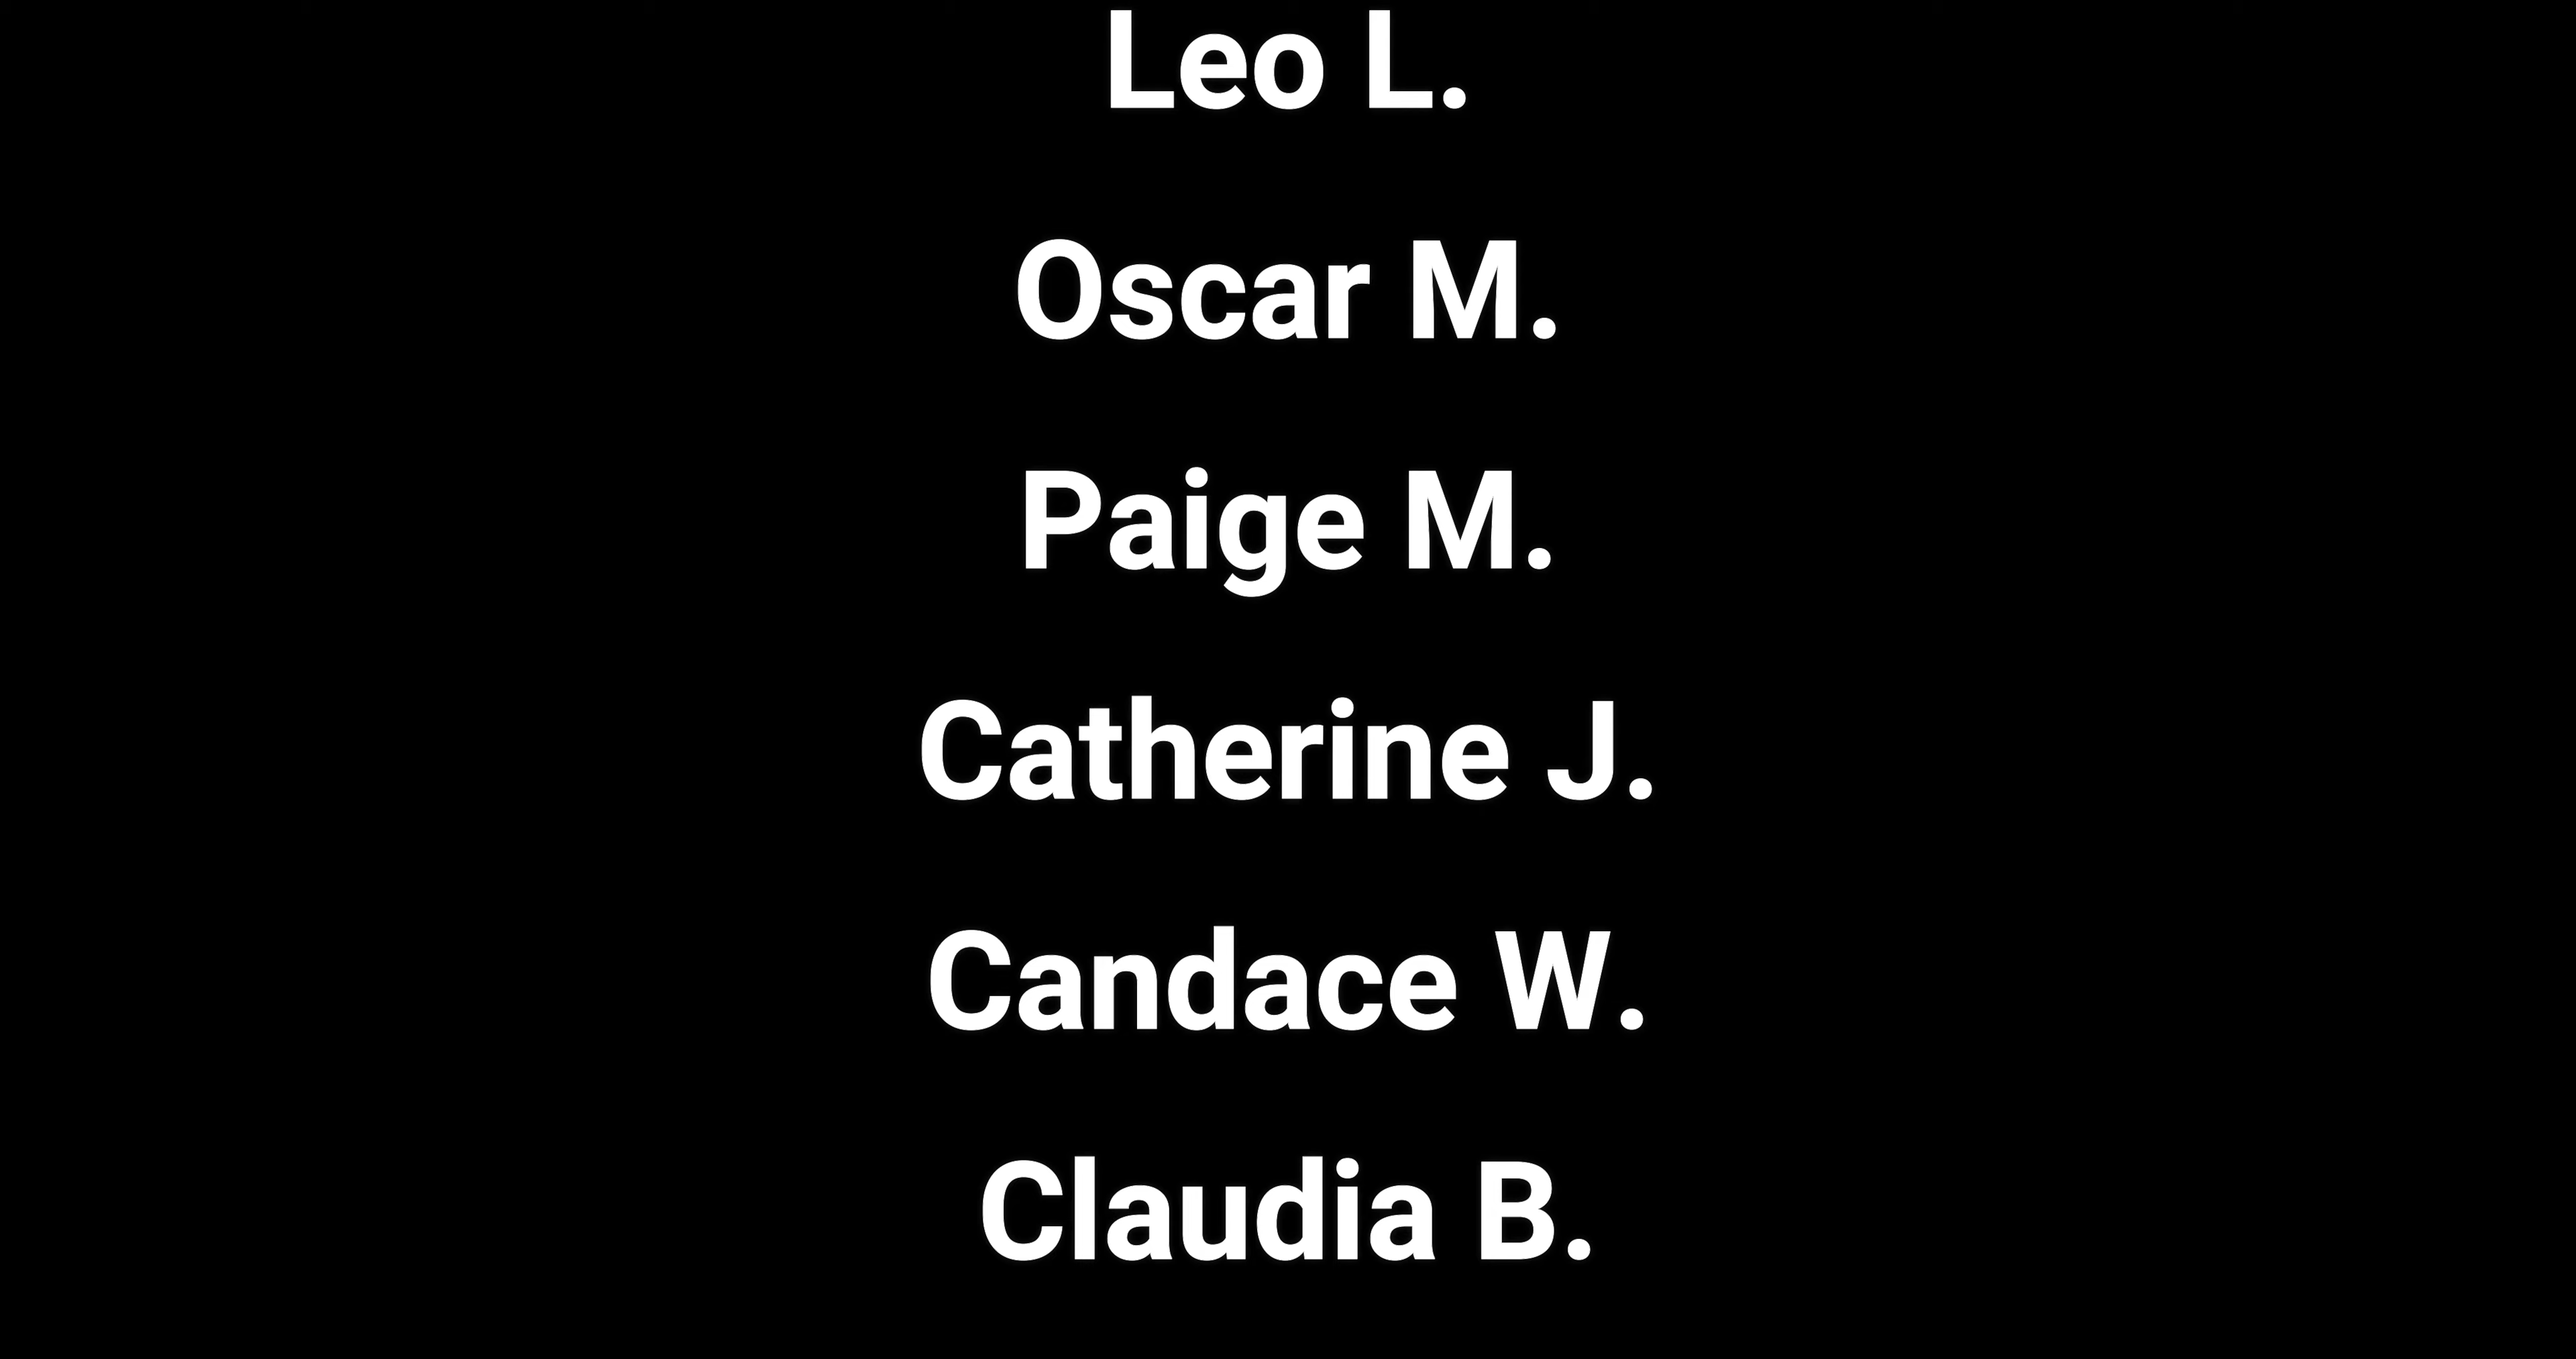 Leo L.
Oscar M.
Paige M.
Catherine J.
Candace W.
Claudia B.